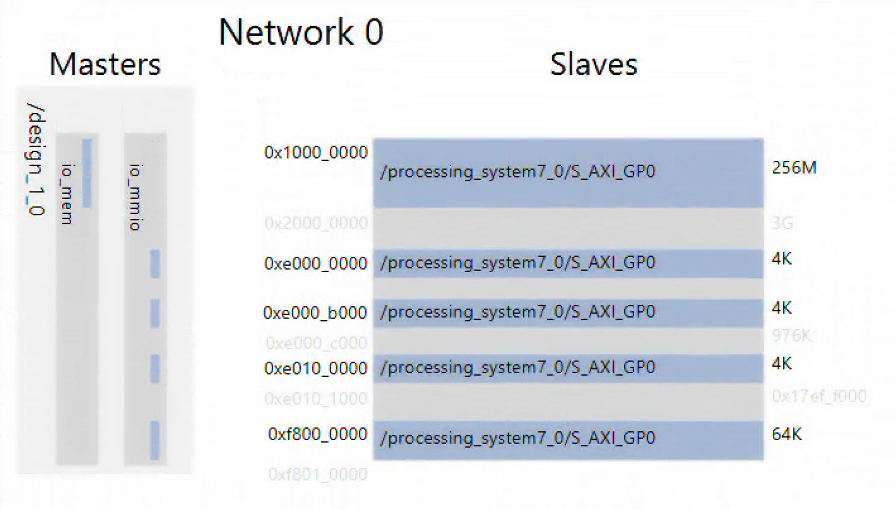 Network 0
Masters
Slaves
/design_1_0
io_mem
io_mmio
0x1000_0000
/processing_system7_0/S_AXI_GP0
256M
0x2000_0000
3G
0xe000_0000
/processing_system7_0/S_AXI_GP0
4K
0xe000_b000
/processing_system7_0/S_AXI_GP0
4K
0xe000_c000
976K
0xe010_0000
/processing_system7_0/S_AXI_GP0
4K
0xe010_1000
0x17ef_f000
0xf800_0000
/processing_system7_0/S_AXI_GP0
64K
0xf801_0000